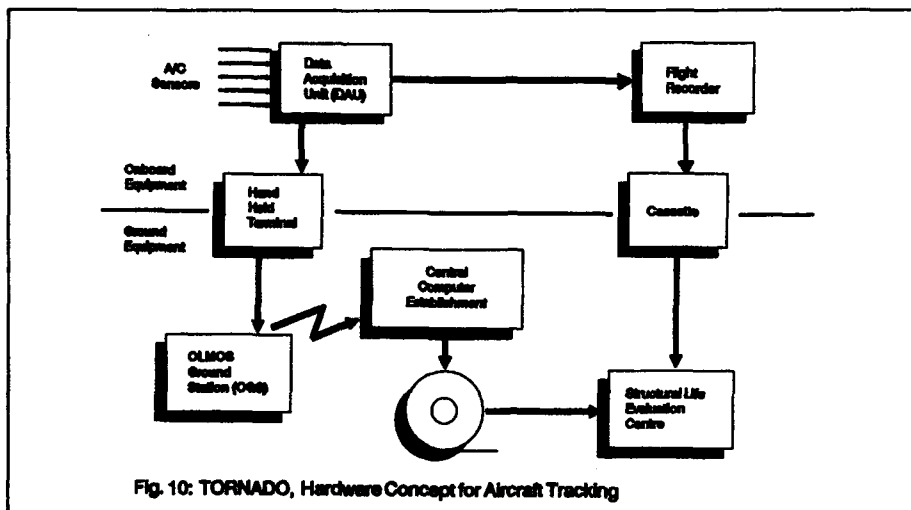 A/C
Sensors
Data
Acquisition
Unit (DAU)
Flight
Recorder
Onboard
Equipment
Ground
Equipment
Hand
Held
Terminal
Cassette
Central
Computer
Establishment
OLMOS
Ground
Station (OGS)
Structural Life
Evaluation
Centre
Fig. 10: TORNADO, Hardware Concept for Aircraft Tracking